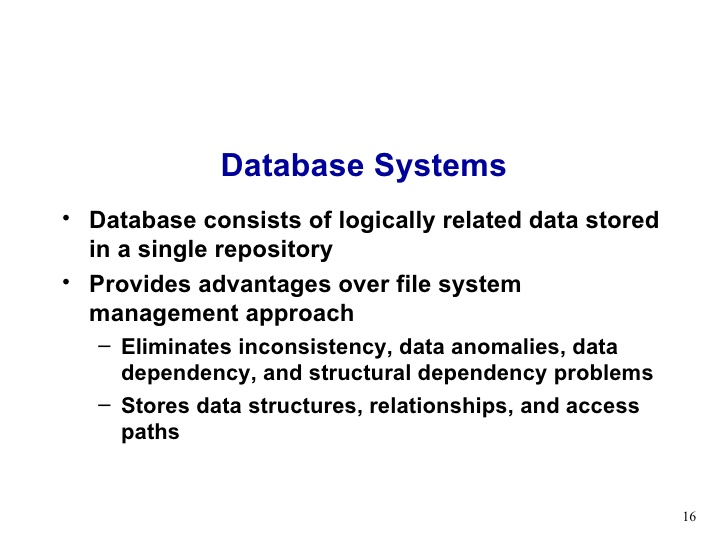 Database Systems
• Database consists of logically related data stored
in a single repository
• Provides advantages over file system
management approach
– Eliminates inconsistency, data anomalies, data
dependency, and structural dependency problems
– Stores data structures, relationships, and access
paths
16